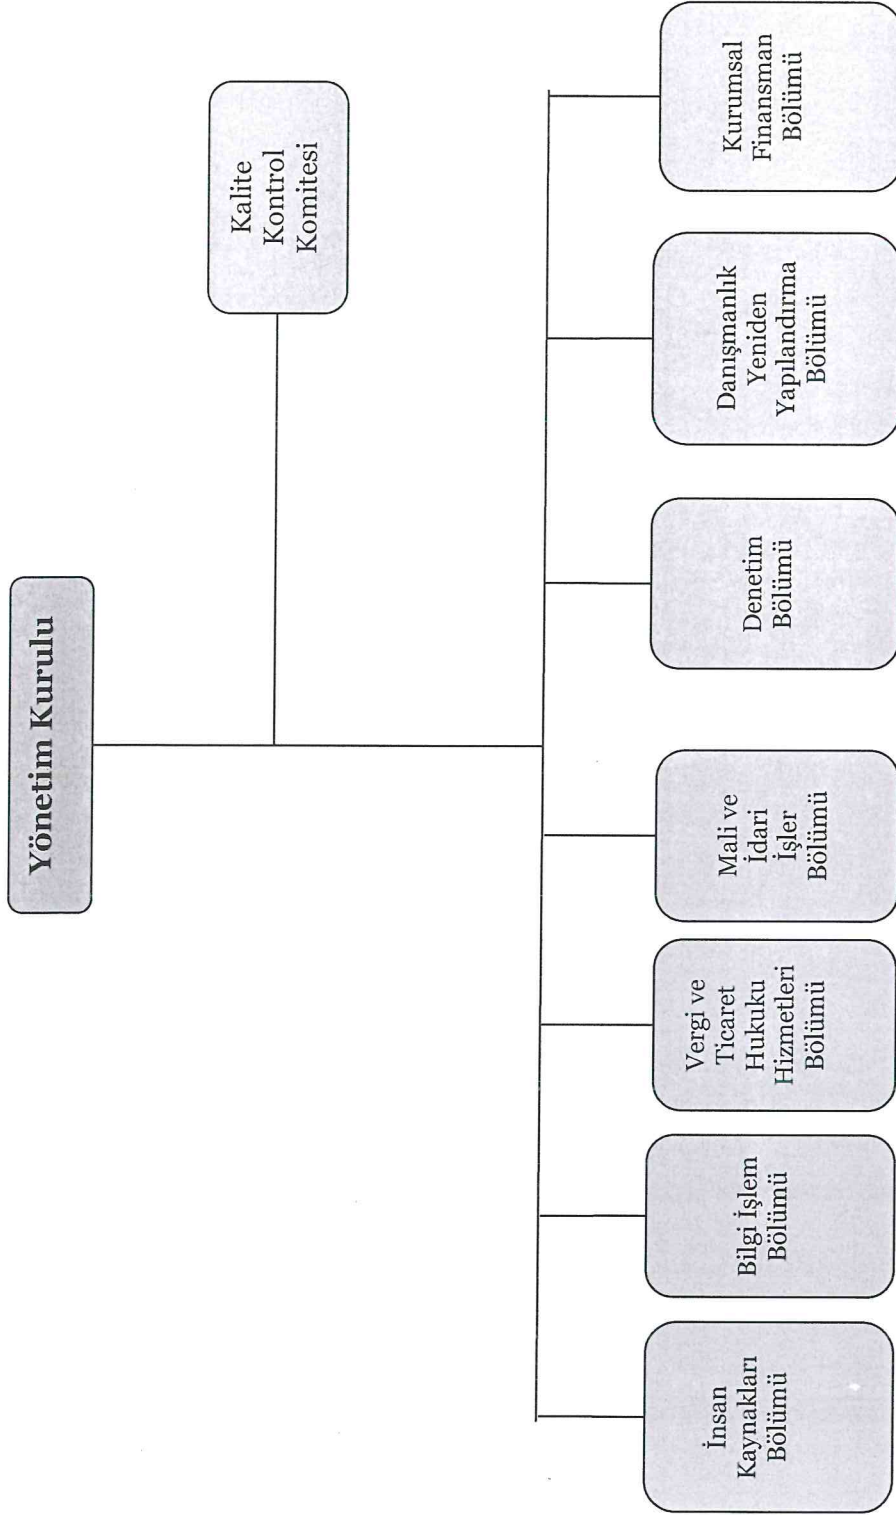 Yönetim Kurulu
Kalite
Kontrol
Komitesi
İnsan
Kaynakları
Bölümü
Bilgi İşlem
Bölümü
Vergi ve
Ticaret
Hukuku
Hizmetleri
Bölümü
Mali ve
İdari
İşler
Bölümü
Denetim
Bölümü
Danışmanlık
Yeniden
Yapılandırma
Bölümü
Kurumsal
Finansman
Bölümü